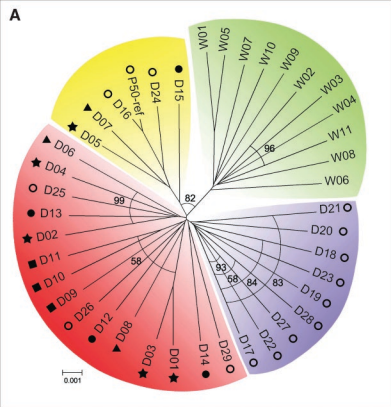 A
W01
W05
W07
W10
W09
W02
W03
W04
W11
W08
W06
96
D15
D24
P50-ref
D16
D07
D05
82
D06
D04
D25
D13
D02
D11
D10
D09
D26
D12
D08
D03
D01
D14
D29
99
58
D21
D20
D18
D23
D19
D28
D27
D22
D17
93
58
84
83
0.001